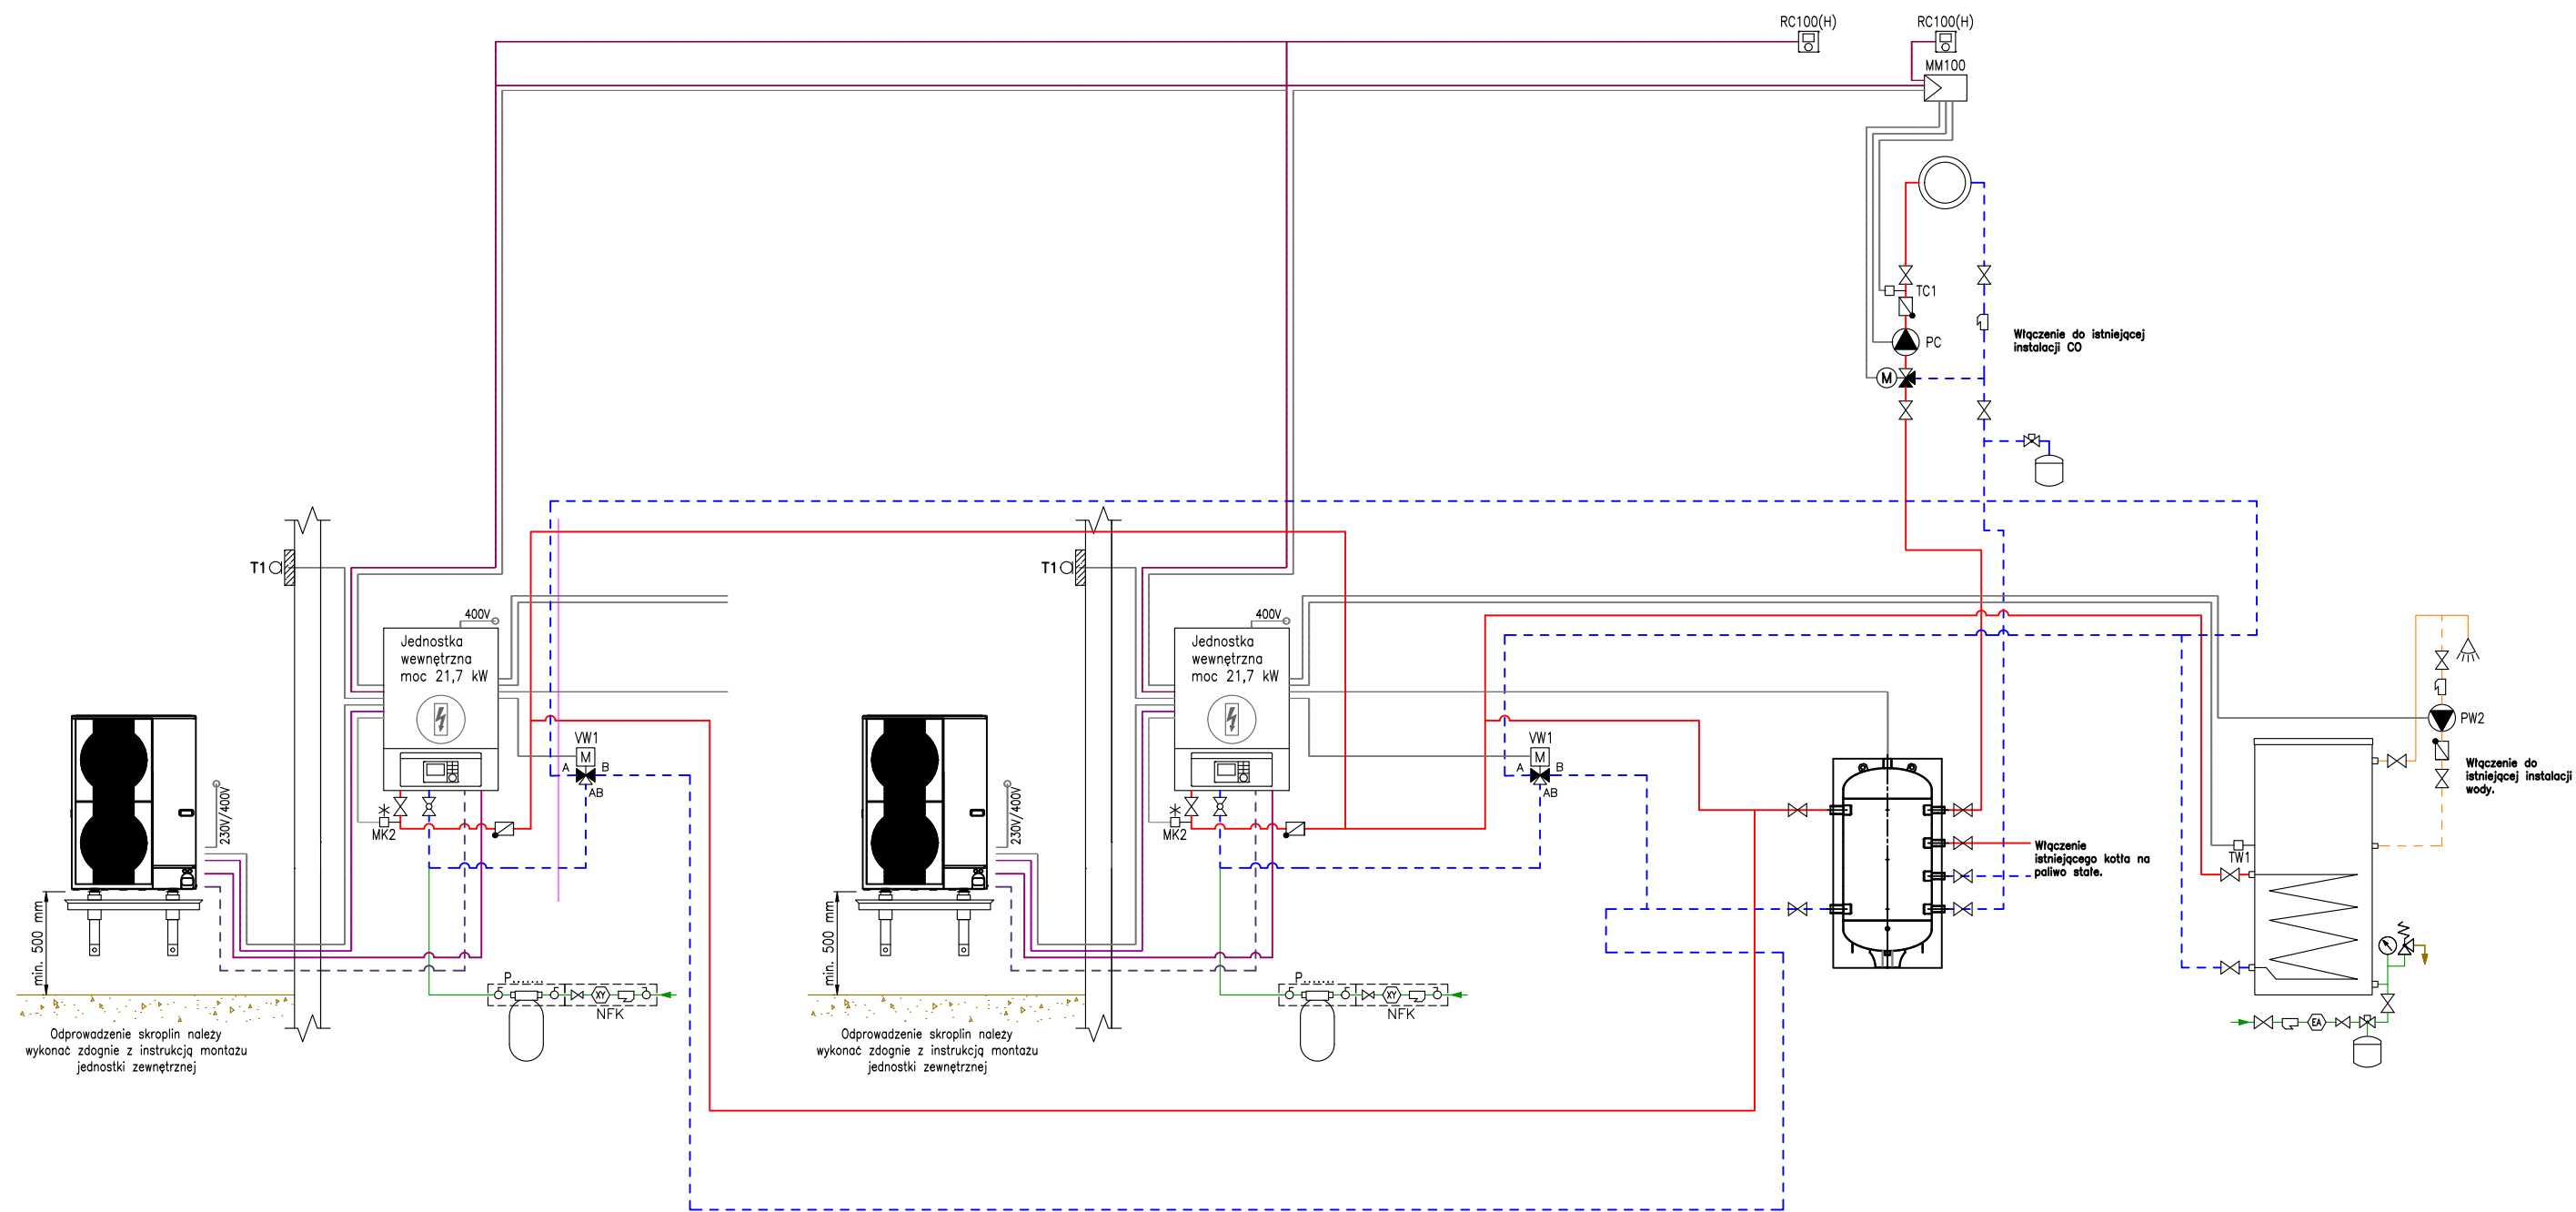 RC100(H)
RC100(H)
MM100
TC1
PC
M
Włączenie do istniejącej
instalacji CO
T1
400V
Jednostka
wewnętrzna
moc 21,7 kW
VW1
M
A
B
AB
MK2
230V/400V
min. 500 mm
P
XY
NFK
Odprowadzenie skroplin należy
wykonać zdognie z instrukcją montażu
jednostki zewnętrznej
T1
400V
Jednostka
wewnętrzna
moc 21,7 kW
VW1
M
A
B
AB
MK2
230V/400V
min. 500 mm
P
XY
NFK
Odprowadzenie skroplin należy
wykonać zdognie z instrukcją montażu
jednostki zewnętrznej
Włączenie
istniejącego kotła na
paliwo stałe.
PW2
Włączenie do
istniejącej instalacji
wody.
TW1
EA